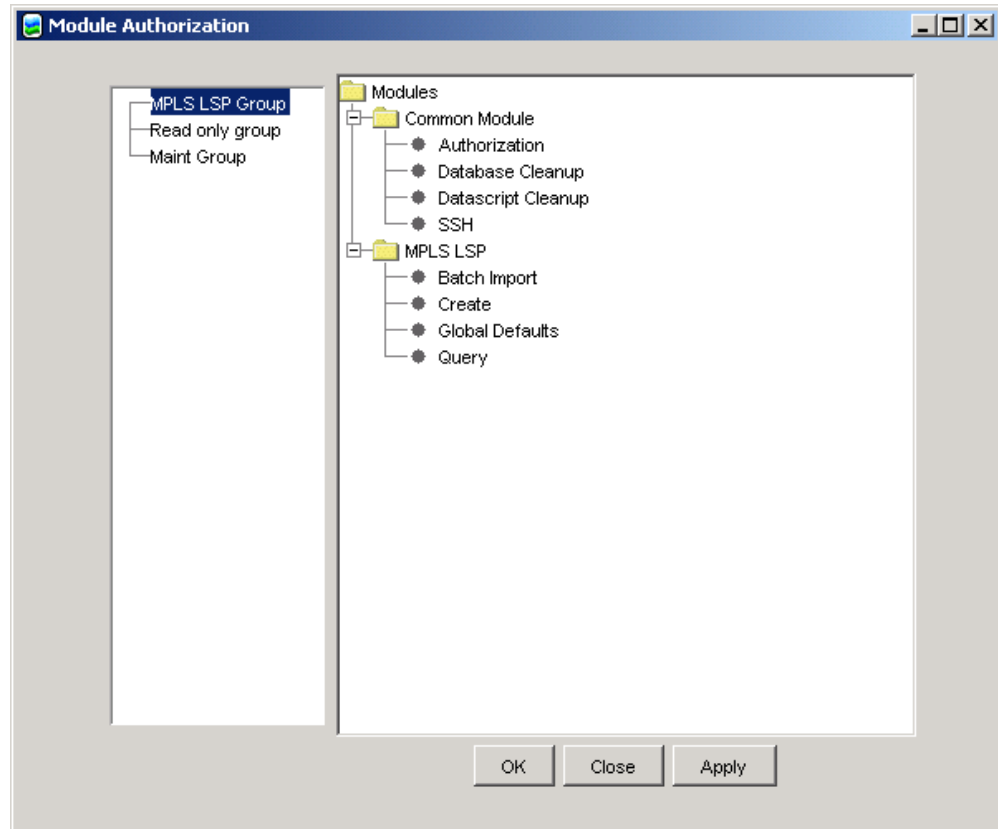 Module Authorization
MPLS LSP Group
Read only group
Maint Group
Modules
Common Module
Authorization
Database Cleanup
Datascript Cleanup
SSH
MPLS LSP
Batch Import
Create
Global Defaults
Query
OK
Close
Apply